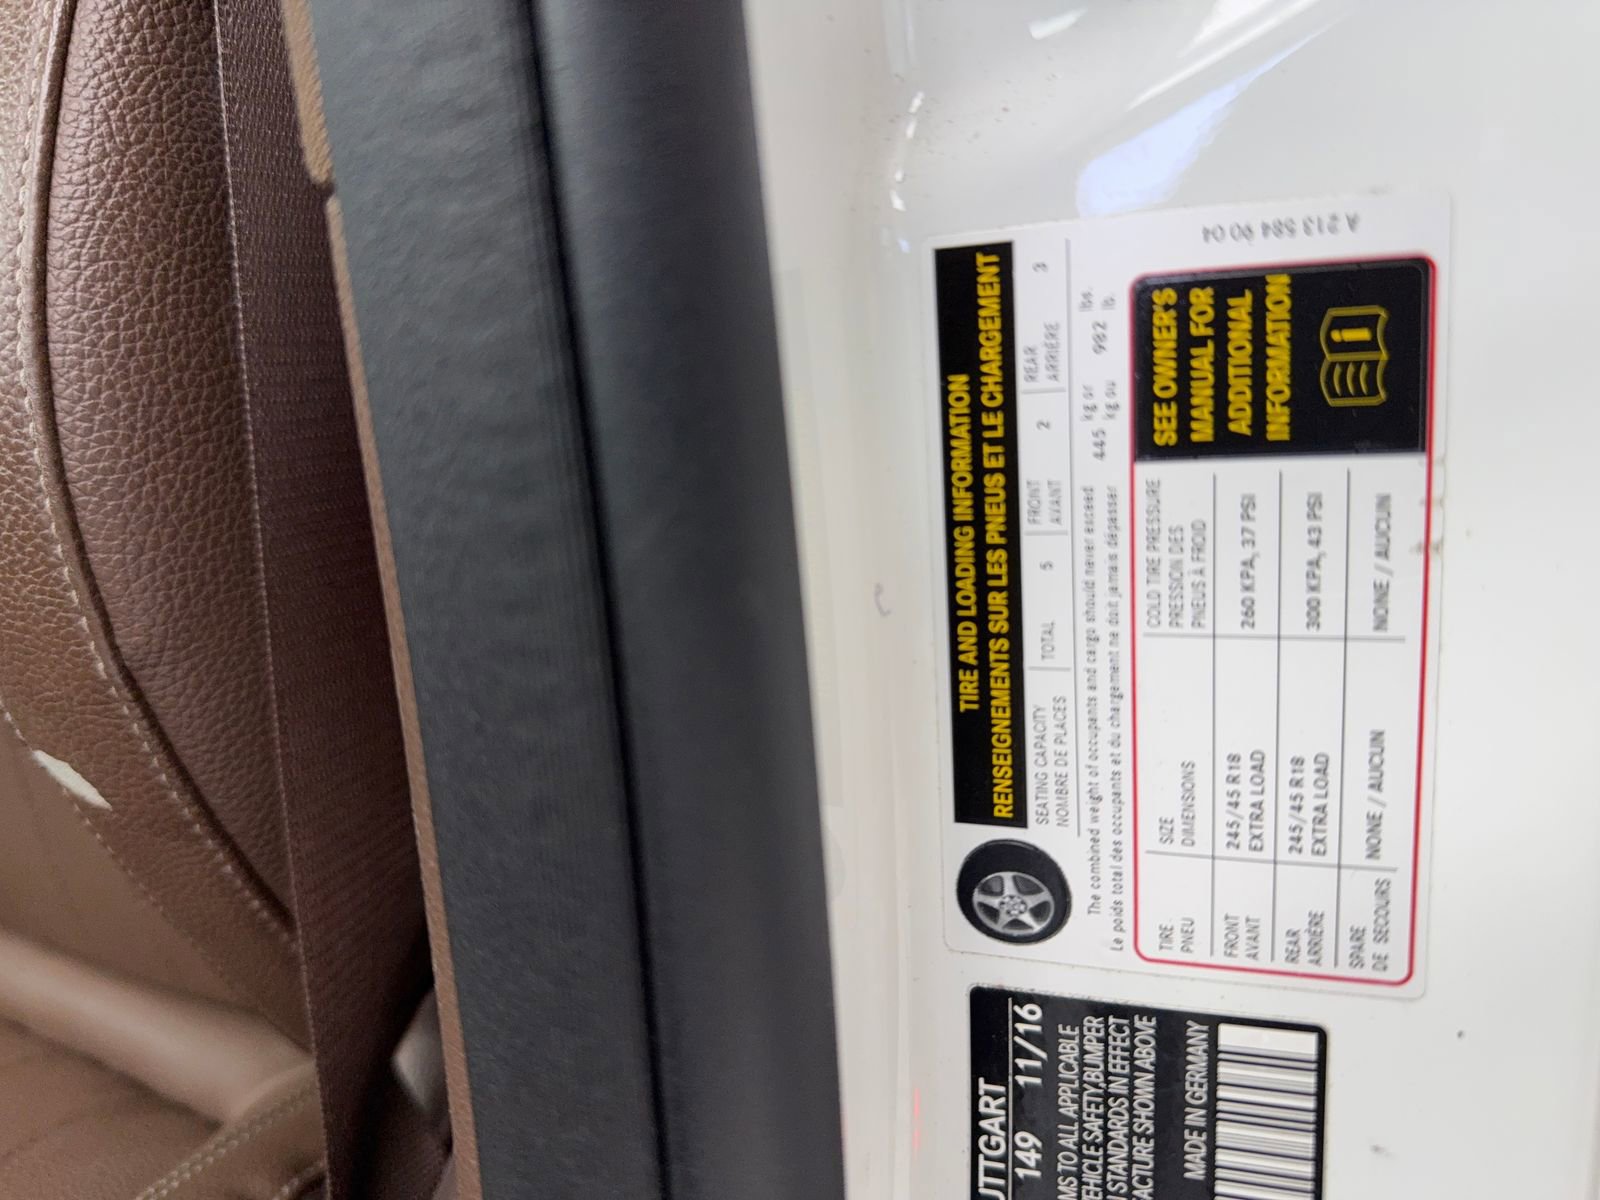 TIRE AND LOADING INFORMATION
RENSEIGNEMENTS SUR LES PNEUS ET LE CHARGEMENT
SEATING CAPACITY TOTAL 5 FRONT 2 REAR 3
NOMBRE DE PLACES AVANT ARRIÈRE
The combined weight of occupants and cargo should never exceed 445 kg or 982 lbs.
Le poids total des occupants et du chargement ne doit jamais dépasser kg ou lb.
TIRE SIZE COLD TIRE PRESSURE
PNEU DIMENSIONS PRESSION DES
PNEUS À FROID
FRONT 245/45 R18 260 KPA, 37 PSI
AVANT EXTRA LOAD
REAR 245/45 R18 300 KPA, 43 PSI
ARRIÈRE EXTRA LOAD
SPARE NONE / AUCUN NONE / AUCUN
DE SECOURS
SEE OWNER'S
MANUAL FOR
ADDITIONAL
INFORMATION
i
A 213 584 90 04
UTTGART
149 11/16
MS TO ALL APPLICABLE
EHICLE SAFETY,BUMPER
STANDARDS IN EFFECT
ACTURE SHOWN ABOVE
MADE IN GERMANY